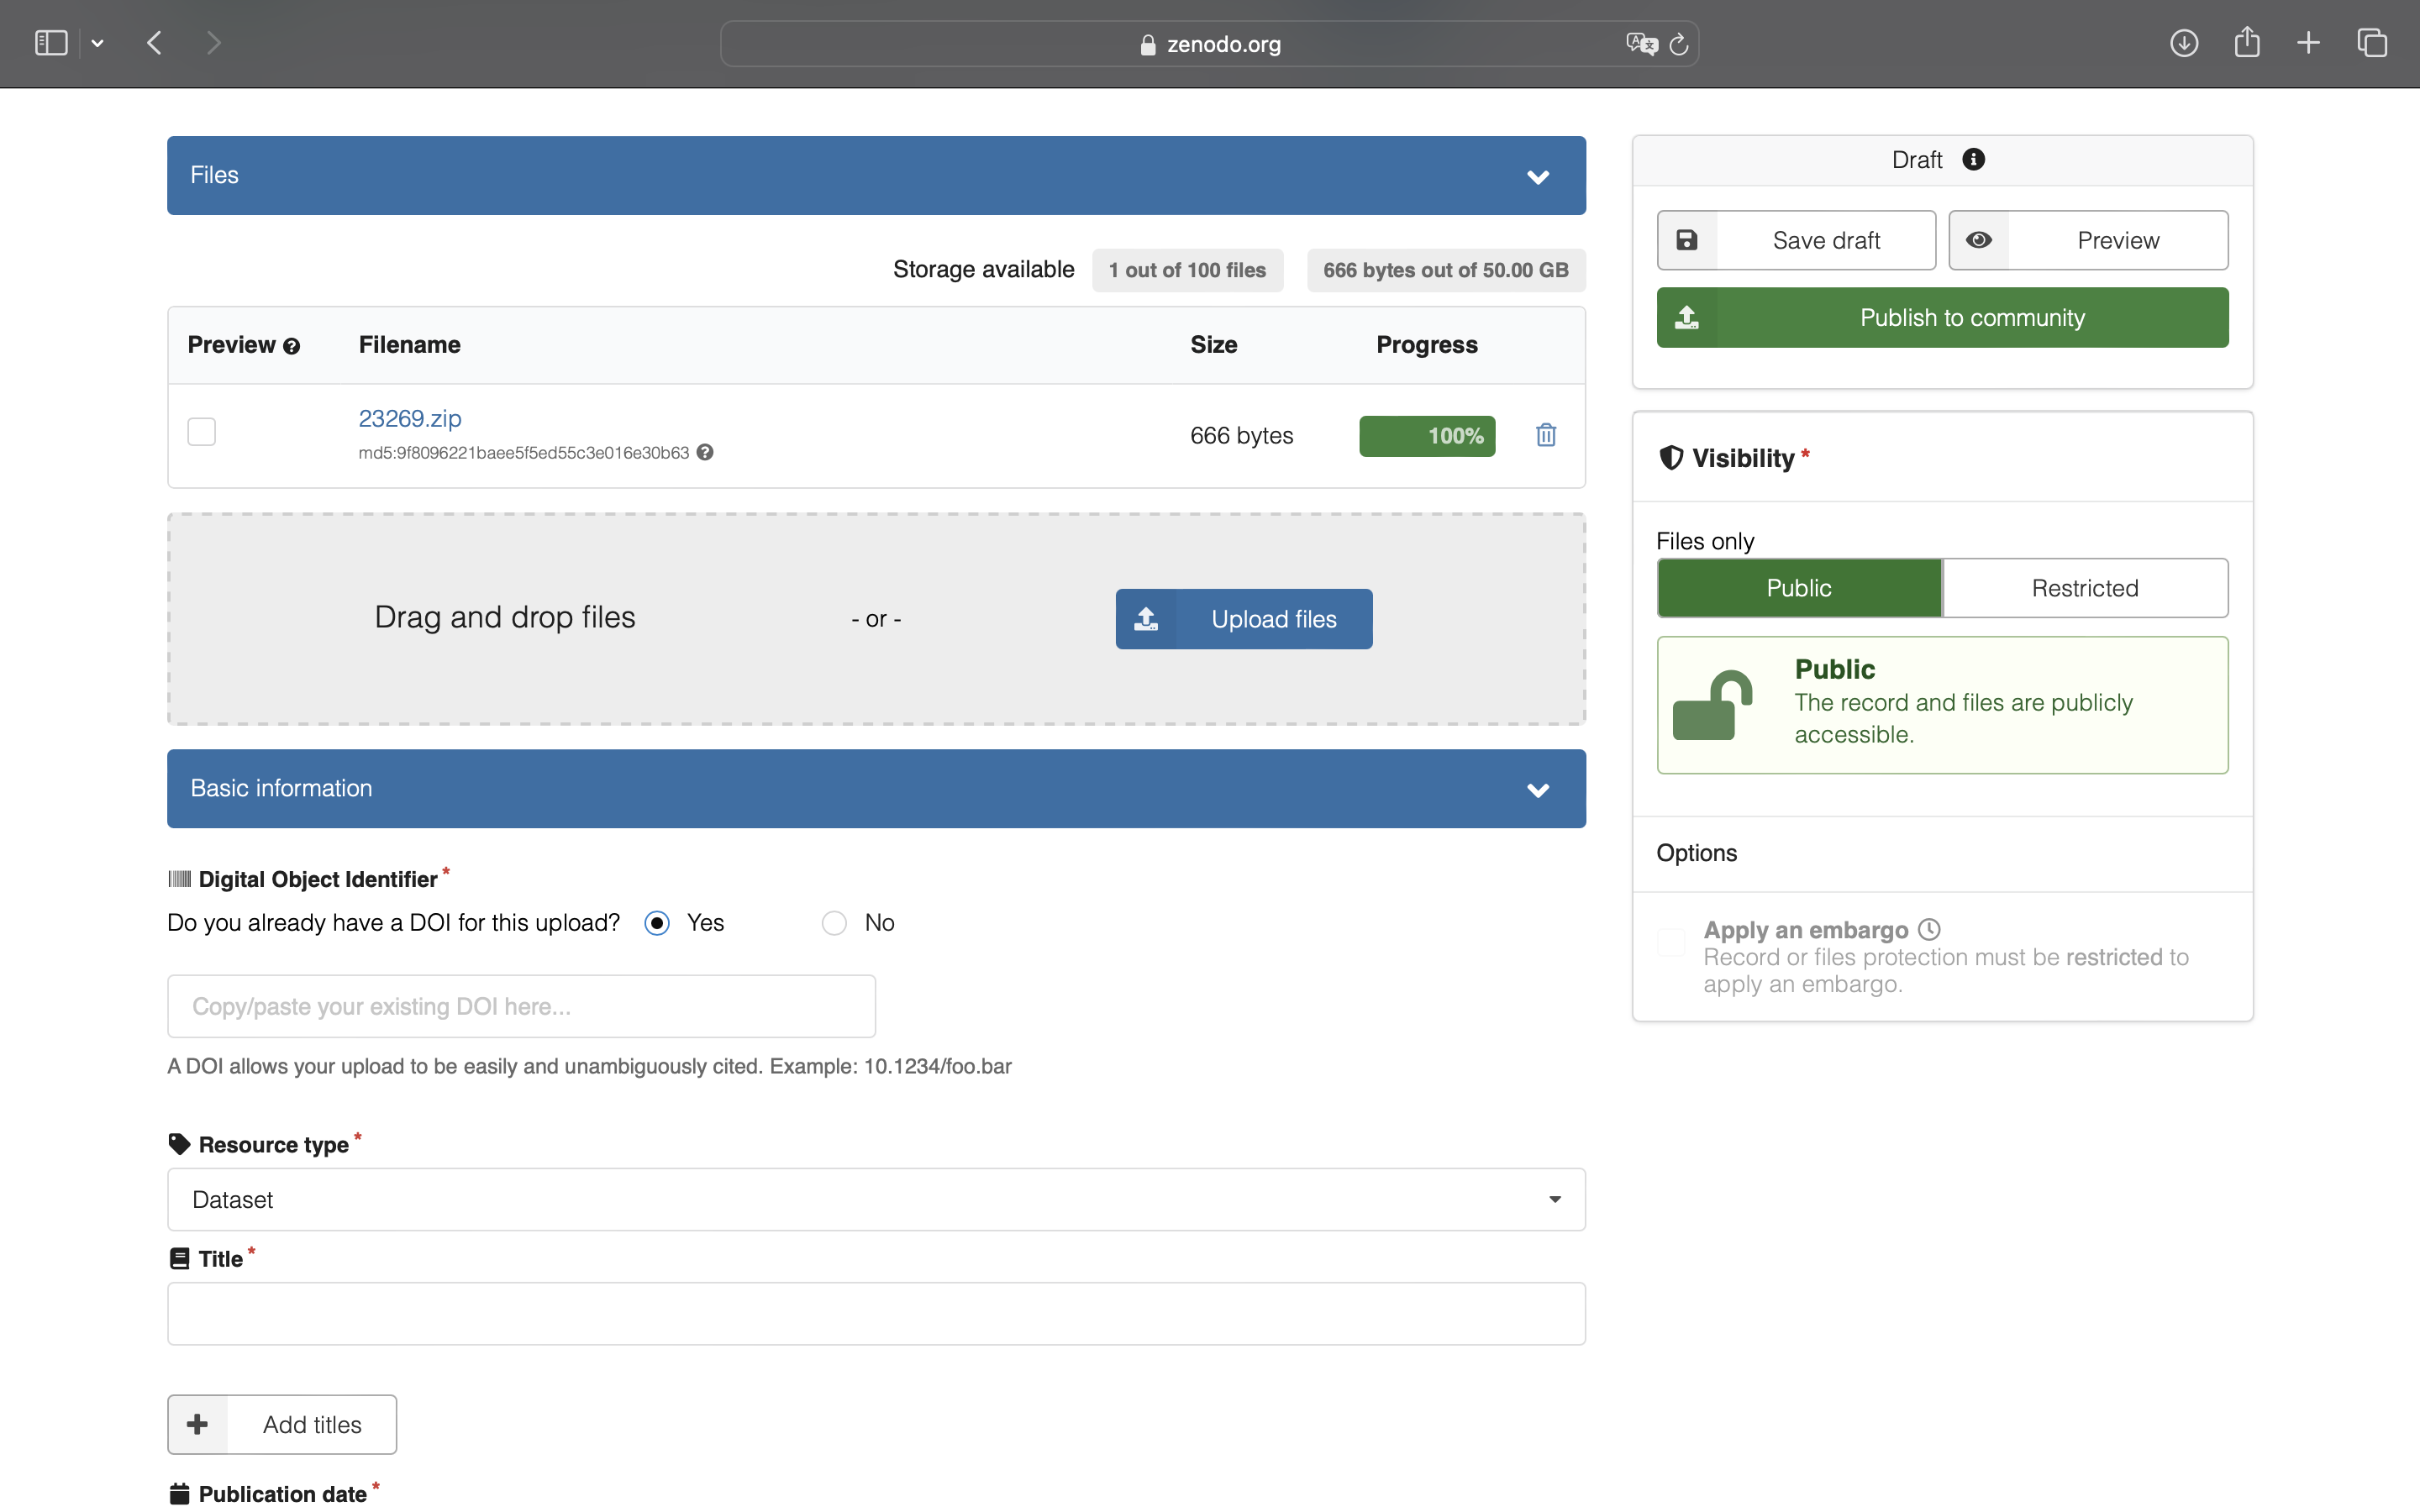 zenodo.org
Files
Storage available 1 out of 100 files 666 bytes out of 50.00 GB
Preview Filename Size Progress
23269.zip
md5:9f8096221baee5f5ed55c3e016e30b63
666 bytes 100%
Drag and drop files - or - Upload files
Basic information
Digital Object Identifier *
Do you already have a DOI for this upload? Yes No
Copy/paste your existing DOI here...
A DOI allows your upload to be easily and unambiguously cited. Example: 10.1234/foo.bar
Resource type *
Dataset
Title *
Add titles
Publication date *
Draft
Save draft Preview
Publish to community
Visibility *
Files only
Public Restricted
Public
The record and files are publicly
accessible.
Options
Apply an embargo
Record or files protection must be restricted to
apply an embargo.